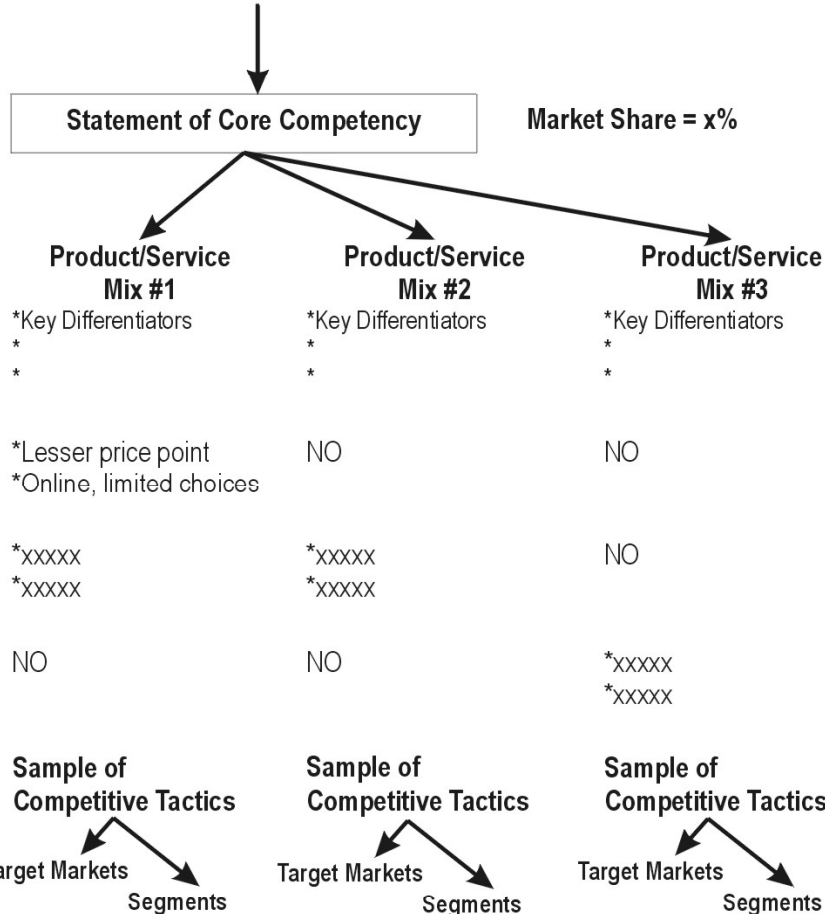 Statement of Core Competency
Market Share = x%
Product/Service
Mix #1
*Key Differentiators
*
*
Product/Service
Mix #2
*Key Differentiators
*
*
Product/Service
Mix #3
*Key Differentiators
*
*
*Lesser price point
*Online, limited choices
NO
NO
*xxxxx
*xxxxx
*xxxxx
*xxxxx
NO
NO
NO
*xxxxx
*xxxxx
Sample of
Competitive Tactics
Sample of
Competitive Tactics
Sample of
Competitive Tactics
arget Markets
Segments
Target Markets
Segments
Target Markets
Segments